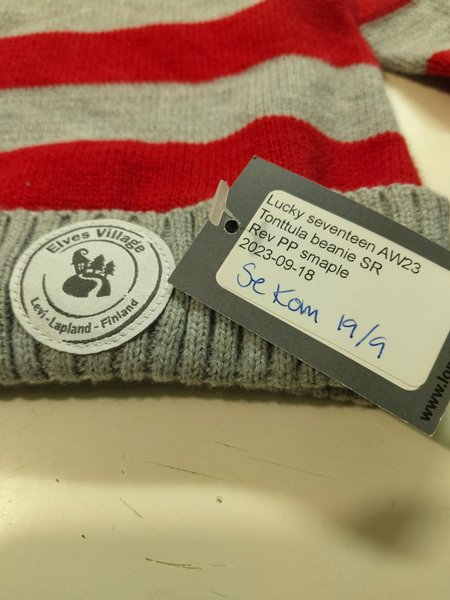 Elves Village
Levi - Lapland - Finland
Lucky seventeen AW23
Tonttula beanie SR
Rev PP smaple
2023-09-18
Se Kom 19/9